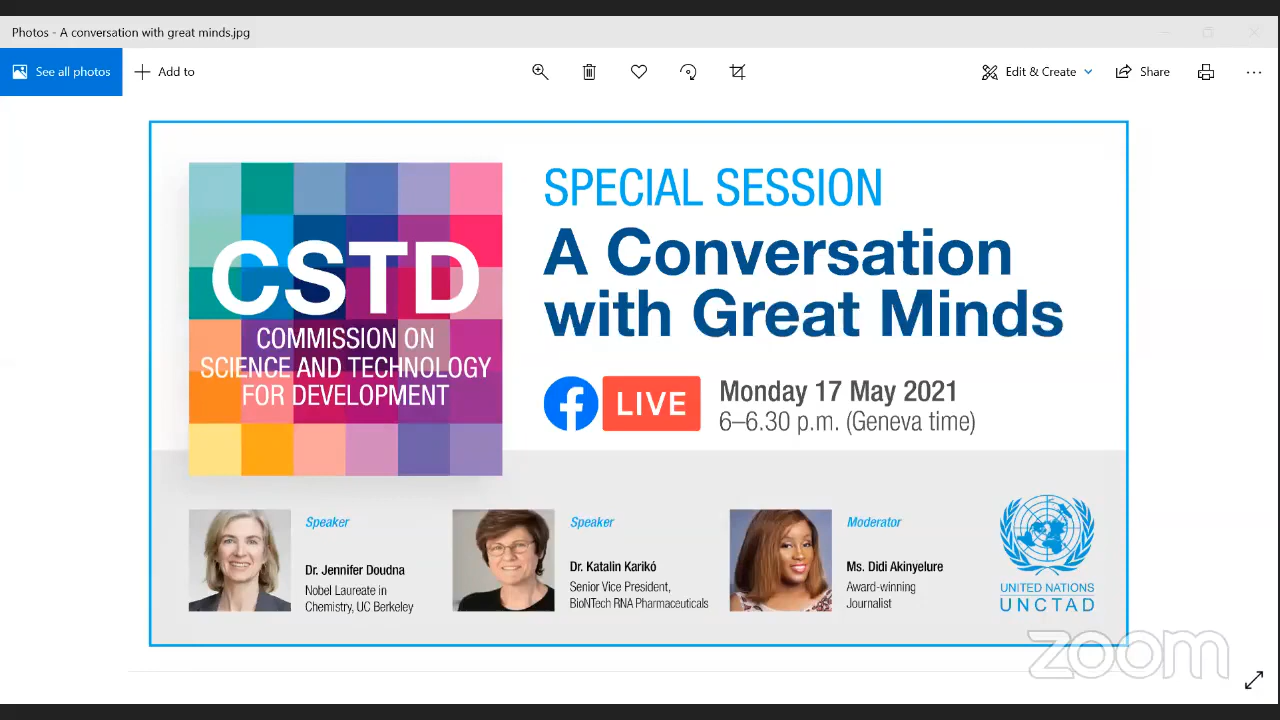 Photos - A conversation with great minds.jpg
See all photos
Add to
Edit & Create
Share
SPECIAL SESSION
A Conversation
with Great Minds
CSTD
COMMISSION ON
SCIENCE AND TECHNOLOGY
FOR DEVELOPMENT
LIVE
Monday 17 May 2021
6–6.30 p.m. (Geneva time)
Speaker
Dr. Jennifer Doudna
Nobel Laureate in
Chemistry, UC Berkeley
Speaker
Dr. Katalin Karikó
Senior Vice President,
BioNTech RNA Pharmaceuticals
Moderator
Ms. Didi Akinyelure
Award-winning
Journalist
UNITED NATIONS
UNCTAD
zoom